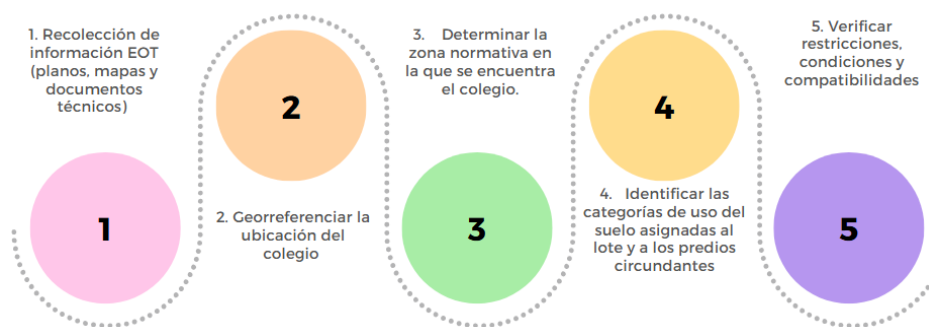 1. Recolección de
información EOT
(planos, mapas y
documentos
técnicos)
1
2
2. Georreferenciar la
ubicación del
colegio
3. Determinar la
zona normativa en
la que se encuentra
el colegio.
3
4
4. Identificar las
categorías de uso del
suelo asignadas al
lote y a los predios
circundantes
5. Verificar
restricciones,
condiciones y
compatibilidades
5